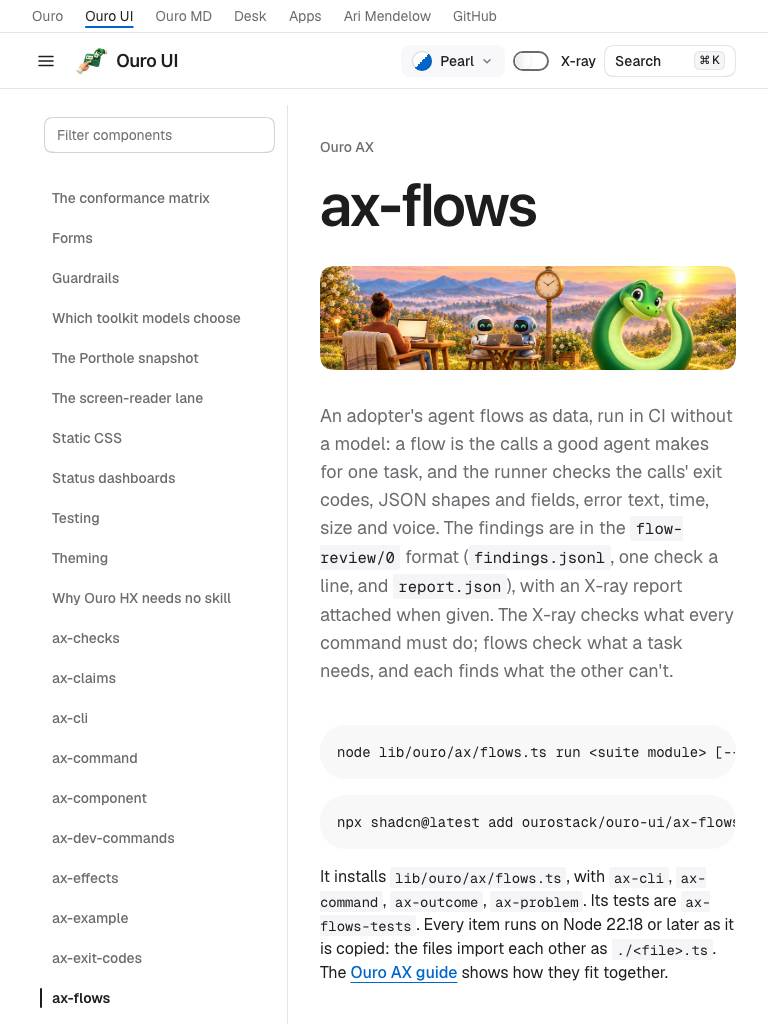 Ouro
Ouro UI
Ouro MD
Desk
Apps
Ari Mendelow
GitHub
Ouro UI
Pearl
X-ray
Search
⌘ K
Filter components
The conformance matrix
Forms
Guardrails
Which toolkit models choose
The Porthole snapshot
The screen-reader lane
Static CSS
Status dashboards
Testing
Theming
Why Ouro HX needs no skill
ax-checks
ax-claims
ax-cli
ax-command
ax-component
ax-dev-commands
ax-effects
ax-example
ax-exit-codes
ax-flows
Ouro AX
ax-flows
An adopter's agent flows as data, run in CI without
a model: a flow is the calls a good agent makes
for one task, and the runner checks the calls' exit
codes, JSON shapes and fields, error text, time,
size and voice. The findings are in the flow-
review/0 format (findings.jsonl, one check a
line, and report.json), with an X-ray report
attached when given. The X-ray checks what every
command must do; flows check what a task
needs, and each finds what the other can't.
node lib/ouro/ax/flows.ts run <suite module> [--
npx shadcn@latest add ourostack/ouro-ui/ax-flows
It installs lib/ouro/ax/flows.ts, with ax-cli, ax-
command, ax-outcome, ax-problem. Its tests are ax-
flows-tests. Every item runs on Node 22.18 or later as it
is copied: the files import each other as ./<file>.ts.
The Ouro AX guide shows how they fit together.